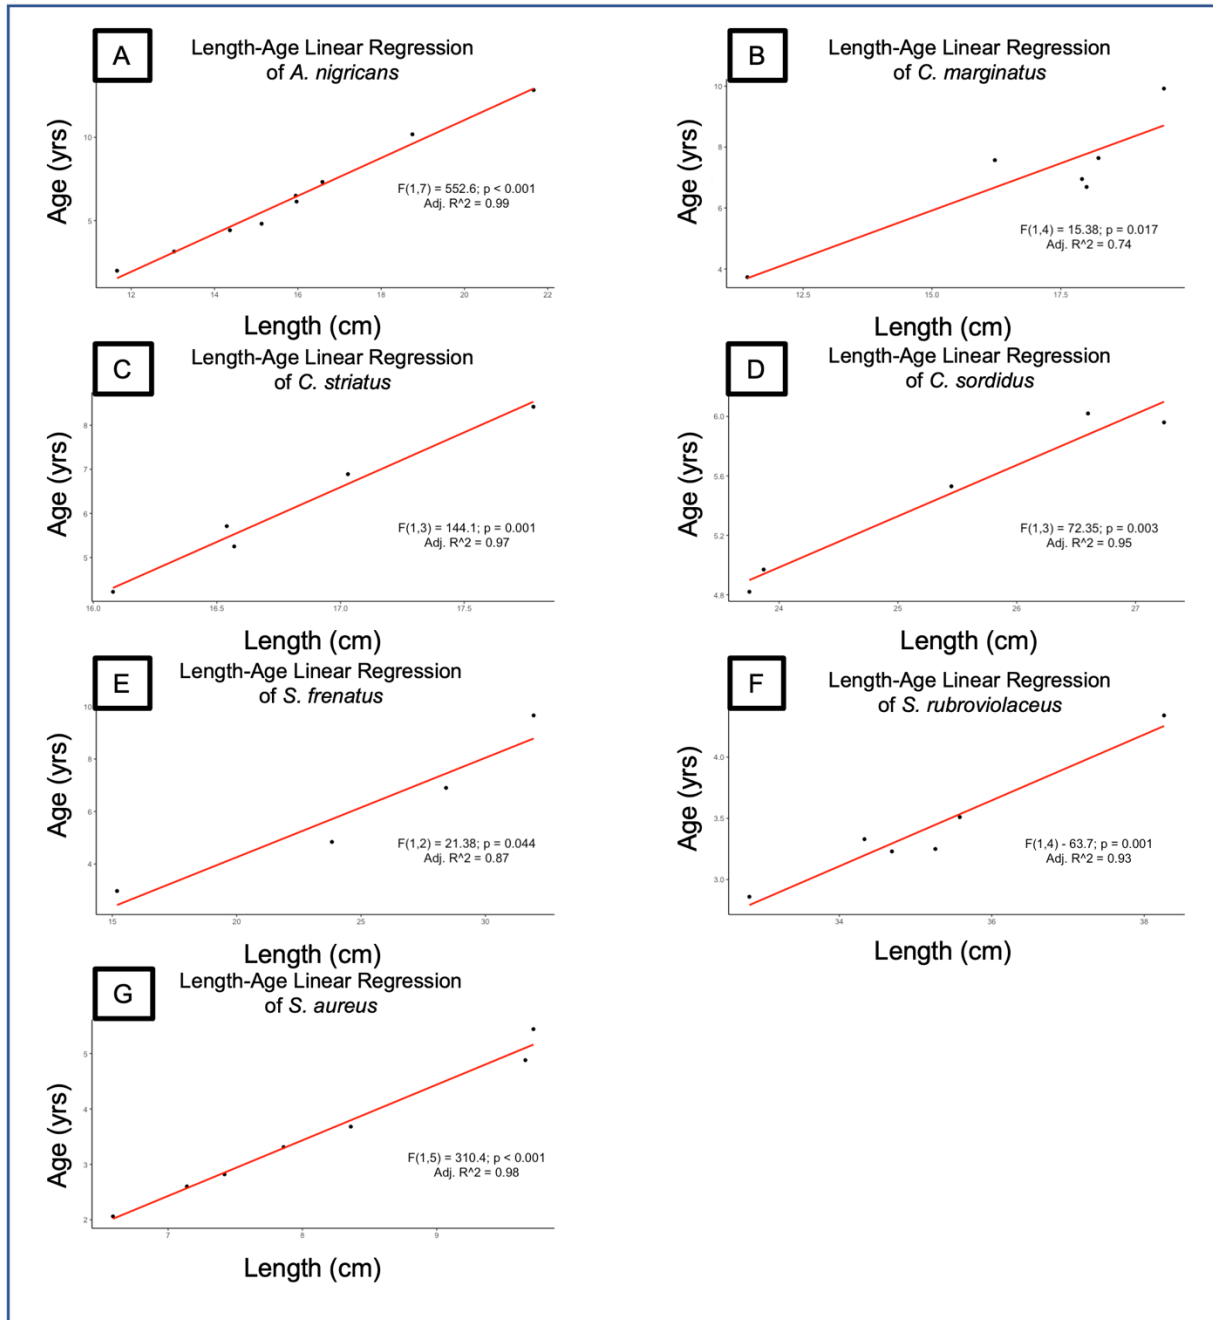 A
Length-Age Linear Regression
of A. nigricans
Age (yrs)
10
5
F(1,7) = 552.6; p < 0.001
Adj. R^2 = 0.99
12 14 16 18 20 22
Length (cm)
B
Length-Age Linear Regression
of C. marginatus
Age (yrs)
10
8
6
4
F(1,4) = 15.38; p = 0.017
Adj. R^2 = 0.74
12.5 15.0 17.5
Length (cm)
C
Length-Age Linear Regression
of C. striatus
Age (yrs)
8
7
6
5
F(1,3) = 144.1; p = 0.001
Adj. R^2 = 0.97
16.0 16.5 17.0 17.5
Length (cm)
D
Length-Age Linear Regression
of C. sordidus
Age (yrs)
6.0
5.6
5.2
4.8
F(1,3) = 72.35; p = 0.003
Adj. R^2 = 0.95
24 25 26 27
Length (cm)
E
Length-Age Linear Regression
of S. frenatus
Age (yrs)
10
8
6
4
F(1,2) = 21.38; p = 0.044
Adj. R^2 = 0.87
15 20 25 30
Length (cm)
F
Length-Age Linear Regression
of S. rubroviolaceus
Age (yrs)
4.0
3.5
3.0
F(1,4) - 63.7; p = 0.001
Adj. R^2 = 0.93
34 36 38
Length (cm)
G
Length-Age Linear Regression
of S. aureus
Age (yrs)
5
4
3
2
F(1,5) = 310.4; p < 0.001
Adj. R^2 = 0.98
7 8 9
Length (cm)